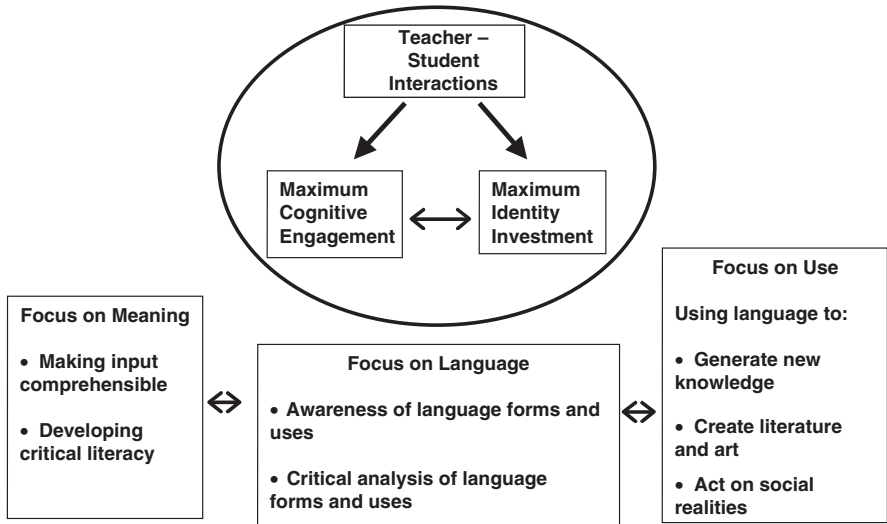 Teacher –
Student
Interactions
Maximum
Cognitive
Engagement
Maximum
Identity
Investment
Focus on Meaning
• Making input
comprehensible
• Developing
critical literacy
Focus on Language
• Awareness of language forms and
uses
• Critical analysis of language
forms and uses
Focus on Use
Using language to:
• Generate new
knowledge
• Create literature
and art
• Act on social
realities